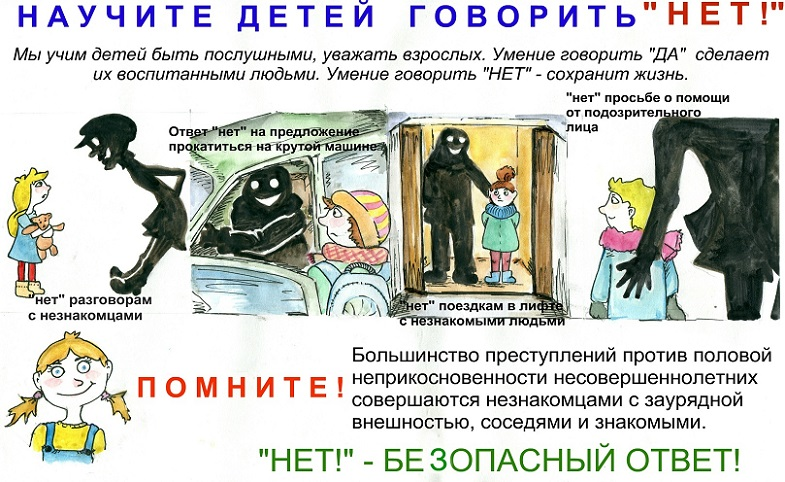 НАУЧИТЕ ДЕТЕЙ ГОВОРИТЬ "НЕТ!"
Мы учим детей быть послушными, уважать взрослых. Умение говорить "ДА" сделает
их воспитанными людьми. Умение говорить "НЕТ" - сохранит жизнь.
Ответ "нет" на предложение
прокатиться на крутой машине
"нет" просьбе о помощи
от подозрительного
лица
"нет" разговорам
с незнакомцами
"нет" поездкам в лифте
с незнакомыми людьми
ПОМНИТЕ!
Большинство преступлений против половой
неприкосновенности несовершеннолетних
совершаются незнакомцами с заурядной
внешностью, соседями и знакомыми.
"НЕТ!" - БЕЗОПАСНЫЙ ОТВЕТ!